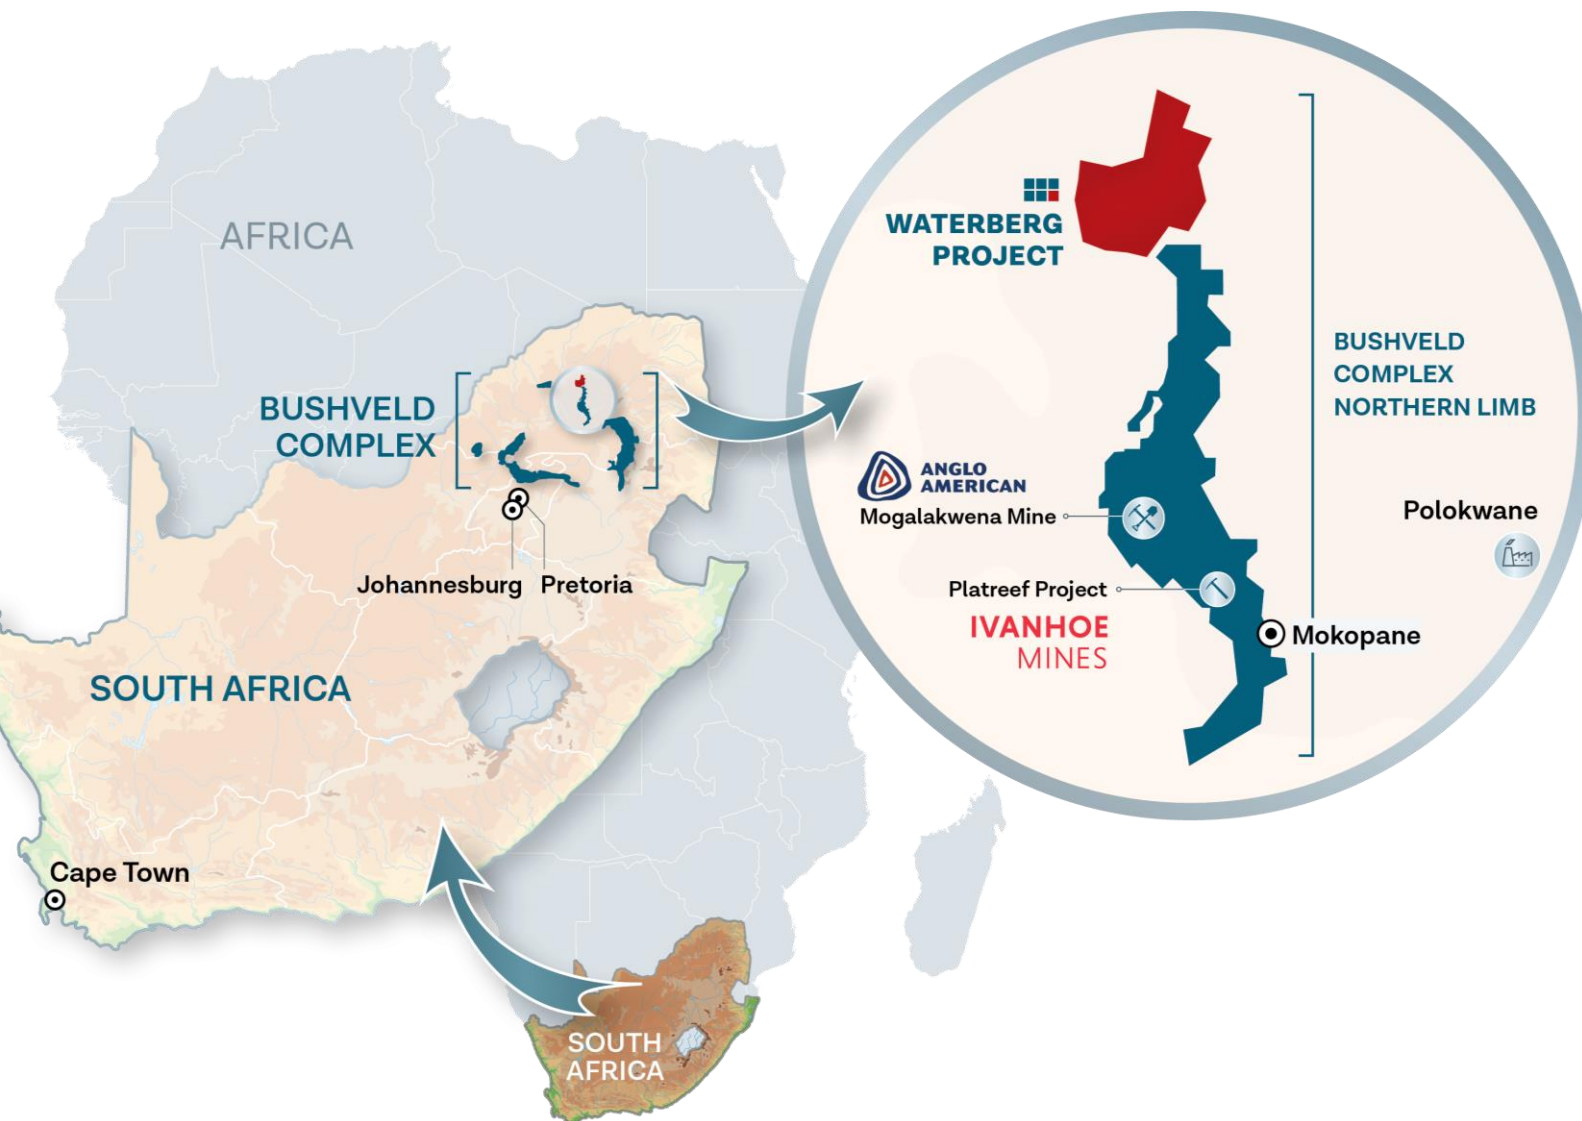 AFRICA
BUSHVELD
COMPLEX
Johannesburg
Pretoria
SOUTH AFRICA
Cape Town
SOUTH
AFRICA
WATERBERG
PROJECT
BUSHVELD
COMPLEX
NORTHERN LIMB
ANGLO
AMERICAN
Mogalakwena Mine
Polokwane
Platreef Project
IVANHOE
MINES
Mokopane